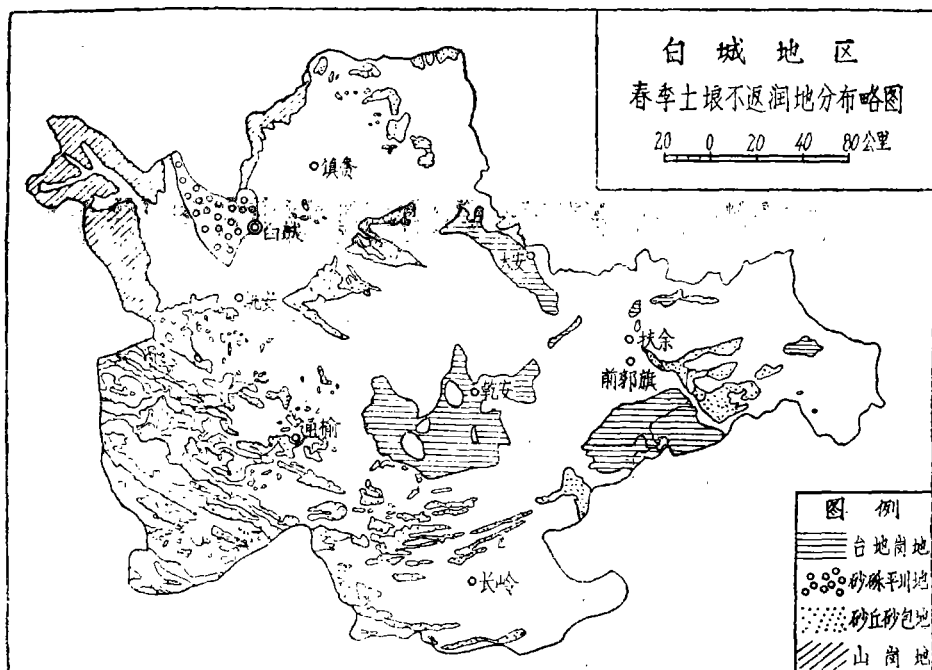 白城地区
春季土埌不返润地分布略图
20 0 20 40 80公里
镇赉
白城
大安
洮安
扶余
前郭旗
乾安
通榆
长岭
图例
台地岗地
砂砾平川地
砂丘砂包地
山岗地